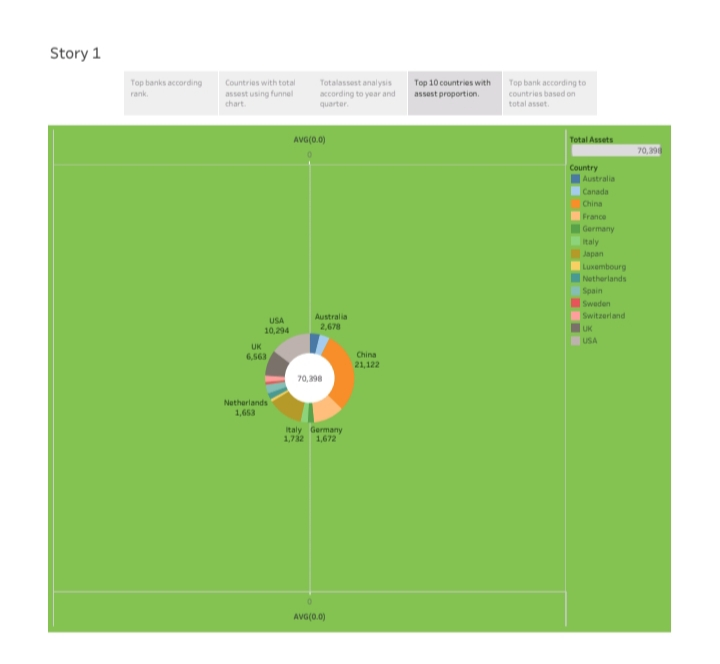 Story 1
Top banks according
rank.
Countries with total
assest using funnel
chart.
Totalassest analysis
according to year and
quarter.
Top 10 countries with
assest proportion.
Top bank according to
countries based on
total asset.
AVG(0.0)
0
Total Assets
70,398
Country
Australia
Canada
China
France
Germany
Italy
Japan
Luxembourg
Netherlands
Spain
Sweden
Switzerland
UK
USA
USA
10,294
Australia
2,678
UK
6,563
China
21,122
70,398
Netherlands
1,653
Italy
1,732
Germany
1,672
0
AVG(0.0)